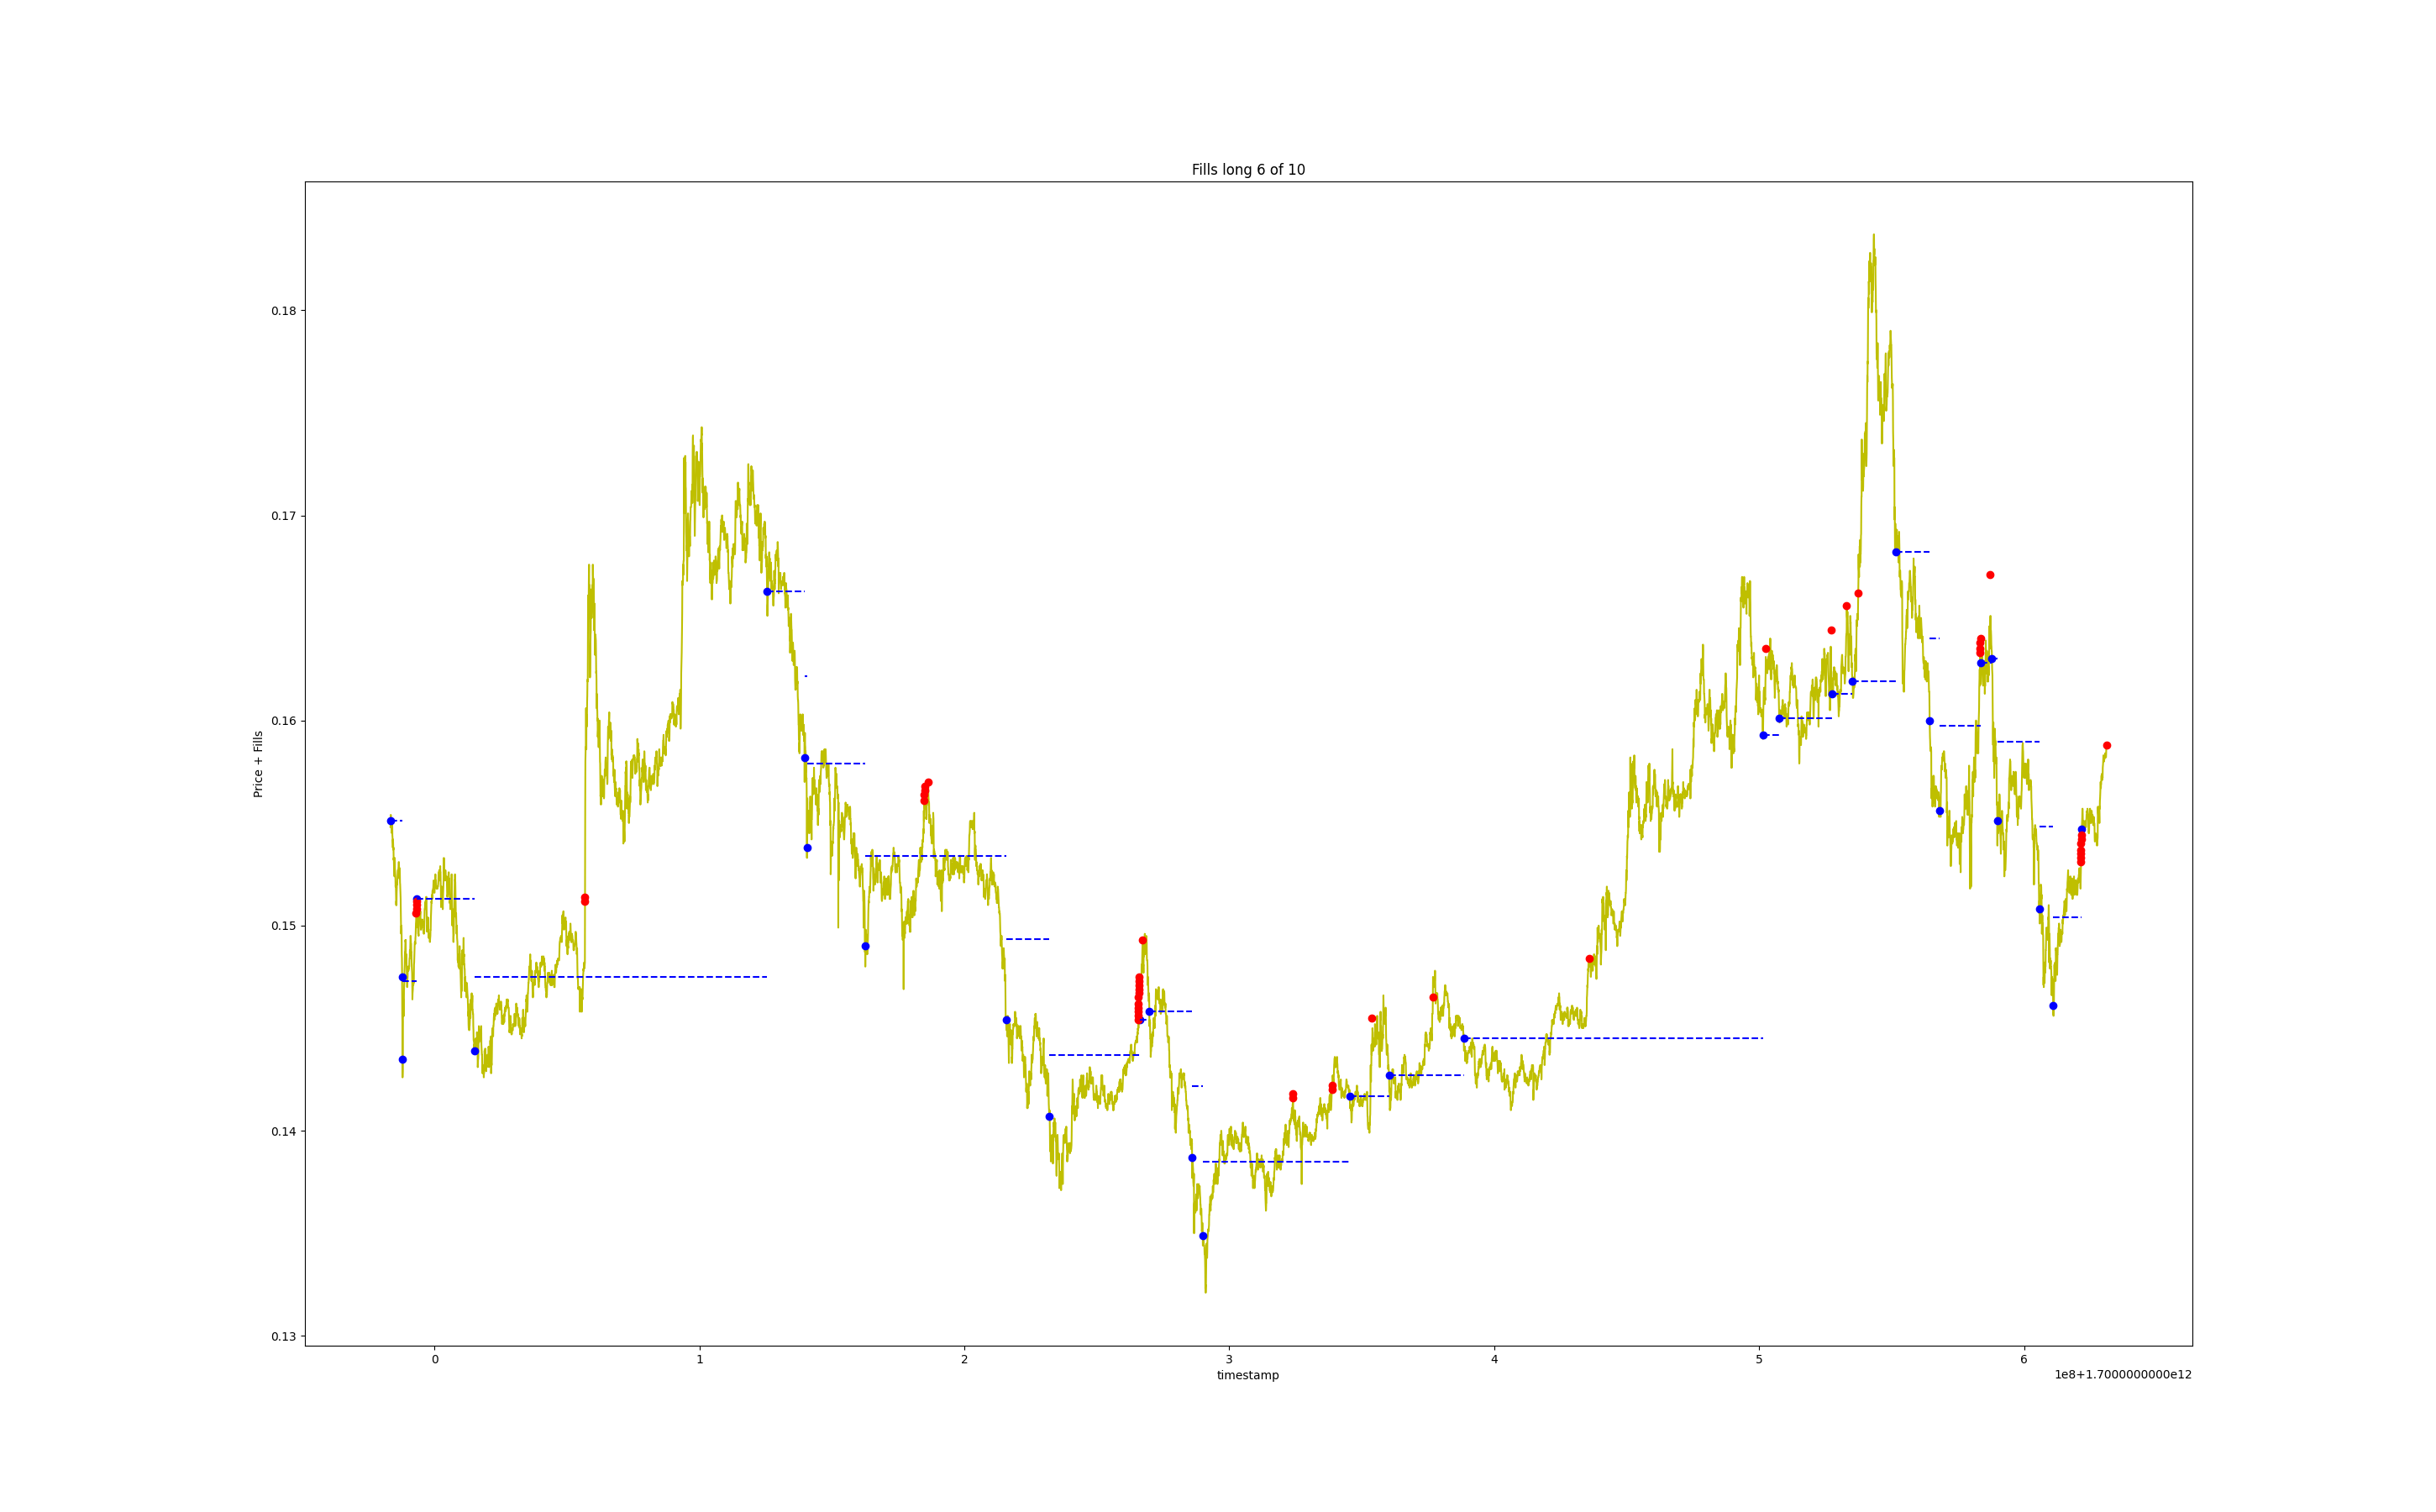 Fills long 6 of 10
Price + Fills
0.18
0.17
0.16
0.15
0.14
0.13
0 1 2 3 4 5 6
timestamp
1e8+1.7000000000e12